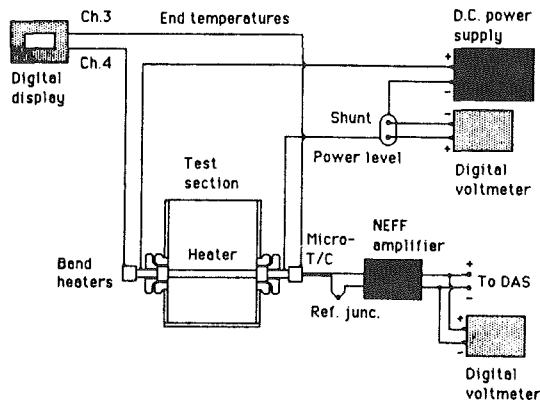 Ch.3
End temperatures
D.C. power
supply
Ch.4
Digital
display
+
−
Shunt
−
+
Power level
Digital
voltmeter
Test
section
Heater
Micro-
T/C
NEFF
amplifier
Band
heaters
+
To DAS
−
Ref. junc.
+
−
Digital
voltmeter